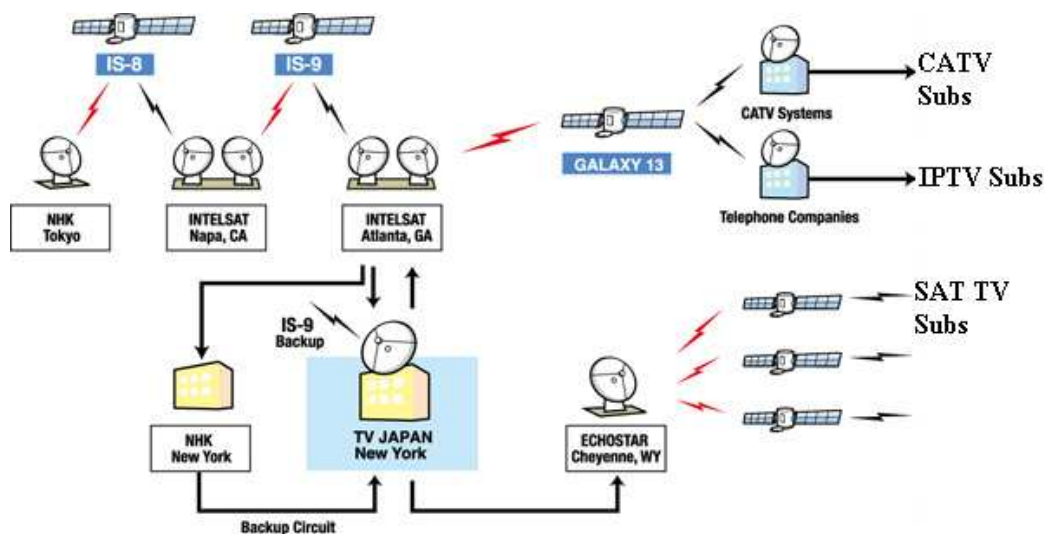 IS-8
IS-9
CATV
Subs
CATV Systems
GALAXY 13
IPTV Subs
Telephone Companies
NHK
Tokyo
INTELSAT
Napa, CA
INTELSAT
Atlanta, GA
SAT TV
Subs
IS-9
Backup
NHK
New York
TV JAPAN
New York
ECHOSTAR
Cheyenne, WY
Backup Circuit